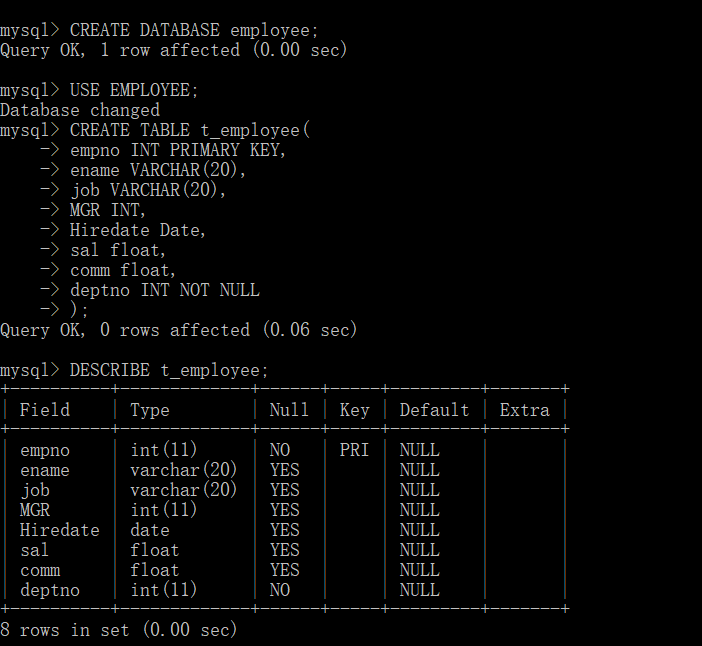 mysql> CREATE DATABASE employee;
Query OK, 1 row affected (0.00 sec)
mysql> USE EMPLOYEE;
Database changed
mysql> CREATE TABLE t_employee(
    -> empno INT PRIMARY KEY,
    -> ename VARCHAR(20),
    -> job VARCHAR(20),
    -> MGR INT,
    -> Hiredate Date,
    -> sal float,
    -> comm float,
    -> deptno INT NOT NULL
    -> );
Query OK, 0 rows affected (0.06 sec)
mysql> DESCRIBE t_employee;
+----------+-------------+------+-----+---------+-------+
| Field    | Type        | Null | Key | Default | Extra |
+----------+-------------+------+-----+---------+-------+
| empno    | int(11)     | NO   | PRI | NULL    |       |
| ename    | varchar(20) | YES  |     | NULL    |       |
| job      | varchar(20) | YES  |     | NULL    |       |
| MGR      | int(11)     | YES  |     | NULL    |       |
| Hiredate | date        | YES  |     | NULL    |       |
| sal      | float       | YES  |     | NULL    |       |
| comm     | float       | YES  |     | NULL    |       |
| deptno   | int(11)     | NO   |     | NULL    |       |
+----------+-------------+------+-----+---------+-------+
8 rows in set (0.00 sec)